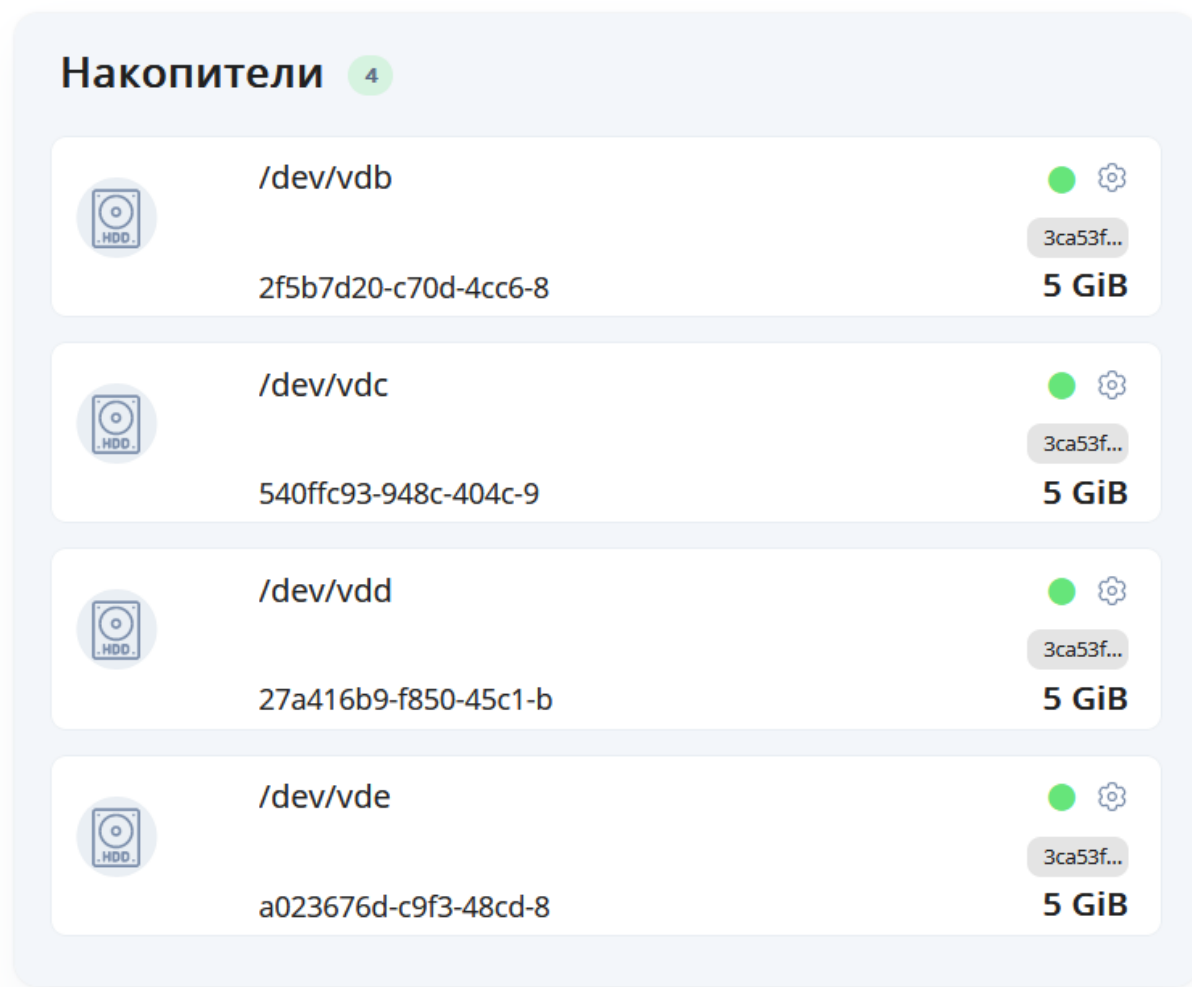 Накопители 4
/dev/vdb
HDD
3ca53f...
2f5b7d20-c70d-4cc6-8
5 GiB
/dev/vdc
HDD
3ca53f...
540ffc93-948c-404c-9
5 GiB
/dev/vdd
HDD
3ca53f...
27a416b9-f850-45c1-b
5 GiB
/dev/vde
HDD
3ca53f...
a023676d-c9f3-48cd-8
5 GiB